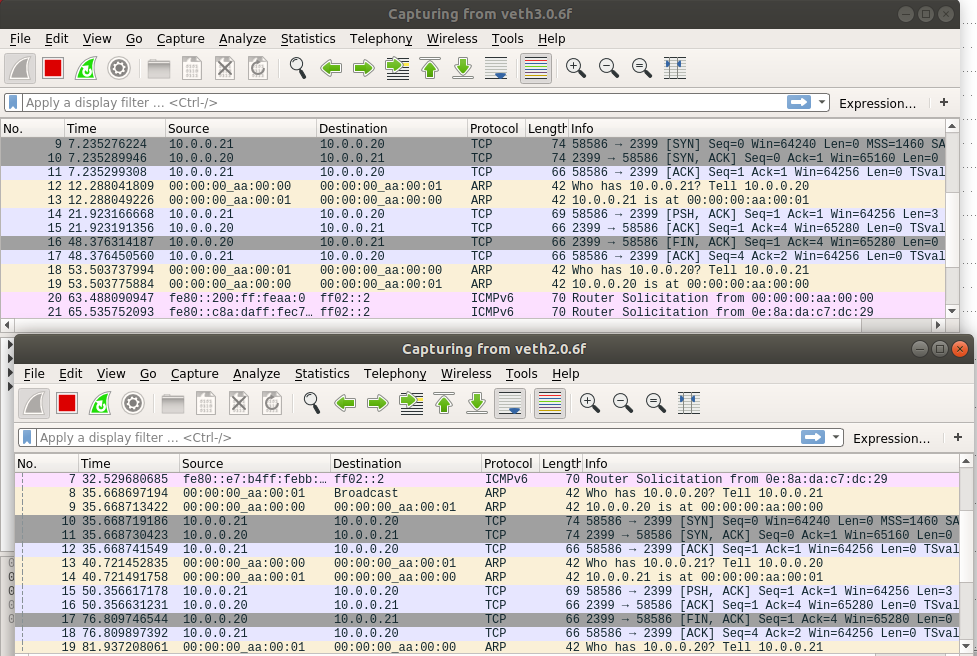 Capturing from veth3.0.6f
File Edit View Go Capture Analyze Statistics Telephony Wireless Tools Help
Apply a display filter ... <Ctrl-/> Expression... +
No. Time Source Destination Protocol Length Info
9 7.235276224 10.0.0.21 10.0.0.20 TCP 74 58586 → 2399 [SYN] Seq=0 Win=64240 Len=0 MSS=1460 SA
10 7.235289946 10.0.0.20 10.0.0.21 TCP 74 2399 → 58586 [SYN, ACK] Seq=0 Ack=1 Win=65160 Len=0
11 7.235299308 10.0.0.21 10.0.0.20 TCP 66 58586 → 2399 [ACK] Seq=1 Ack=1 Win=64256 Len=0 TSval
12 12.288041809 00:00:00_aa:00:00 00:00:00_aa:00:01 ARP 42 Who has 10.0.0.21? Tell 10.0.0.20
13 12.288049226 00:00:00_aa:00:01 00:00:00_aa:00:00 ARP 42 10.0.0.21 is at 00:00:00:aa:00:01
14 21.923166668 10.0.0.21 10.0.0.20 TCP 69 58586 → 2399 [PSH, ACK] Seq=1 Ack=1 Win=64256 Len=3
15 21.923191356 10.0.0.20 10.0.0.21 TCP 66 2399 → 58586 [ACK] Seq=1 Ack=4 Win=65280 Len=0 TSval
16 48.376314187 10.0.0.20 10.0.0.21 TCP 66 2399 → 58586 [FIN, ACK] Seq=1 Ack=4 Win=65280 Len=0
17 48.376450560 10.0.0.21 10.0.0.20 TCP 66 58586 → 2399 [ACK] Seq=4 Ack=2 Win=64256 Len=0 TSval
18 53.503737994 00:00:00_aa:00:01 00:00:00_aa:00:00 ARP 42 Who has 10.0.0.20? Tell 10.0.0.21
19 53.503775884 00:00:00_aa:00:00 00:00:00_aa:00:01 ARP 42 10.0.0.20 is at 00:00:00:aa:00:00
20 63.488090947 fe80::200:ff:feaa:0 ff02::2 ICMPv6 70 Router Solicitation from 00:00:00:aa:00:00
21 65.535752093 fe80::c8a:daff:fec7… ff02::2 ICMPv6 70 Router Solicitation from 0e:8a:da:c7:dc:29
Capturing from veth2.0.6f
File Edit View Go Capture Analyze Statistics Telephony Wireless Tools Help
Apply a display filter ... <Ctrl-/> Expression... +
No. Time Source Destination Protocol Length Info
7 32.529680685 fe80::e7:b4ff:febb:… ff02::2 ICMPv6 70 Router Solicitation from 0e:8a:da:c7:dc:29
8 35.668697194 00:00:00_aa:00:01 Broadcast ARP 42 Who has 10.0.0.20? Tell 10.0.0.21
9 35.668713422 00:00:00_aa:00:00 00:00:00_aa:00:01 ARP 42 10.0.0.20 is at 00:00:00:aa:00:00
10 35.668719186 10.0.0.21 10.0.0.20 TCP 74 58586 → 2399 [SYN] Seq=0 Win=64240 Len=0 MSS=1460 SA
11 35.668730423 10.0.0.20 10.0.0.21 TCP 74 2399 → 58586 [SYN, ACK] Seq=0 Ack=1 Win=65160 Len=0
12 35.668741549 10.0.0.21 10.0.0.20 TCP 66 58586 → 2399 [ACK] Seq=1 Ack=1 Win=64256 Len=0 TSval
13 40.721452835 00:00:00_aa:00:00 00:00:00_aa:00:01 ARP 42 Who has 10.0.0.21? Tell 10.0.0.20
14 40.721491758 00:00:00_aa:00:01 00:00:00_aa:00:00 ARP 42 10.0.0.21 is at 00:00:00:aa:00:01
15 50.356617178 10.0.0.21 10.0.0.20 TCP 69 58586 → 2399 [PSH, ACK] Seq=1 Ack=1 Win=64256 Len=3
16 50.356631231 10.0.0.20 10.0.0.21 TCP 66 2399 → 58586 [ACK] Seq=1 Ack=4 Win=65280 Len=0 TSval
17 76.809746544 10.0.0.20 10.0.0.21 TCP 66 2399 → 58586 [FIN, ACK] Seq=1 Ack=4 Win=65280 Len=0
18 76.809897392 10.0.0.21 10.0.0.20 TCP 66 58586 → 2399 [ACK] Seq=4 Ack=2 Win=64256 Len=0 TSval
19 81.937208061 00:00:00_aa:00:01 00:00:00_aa:00:00 ARP 42 Who has 10.0.0.20? Tell 10.0.0.21